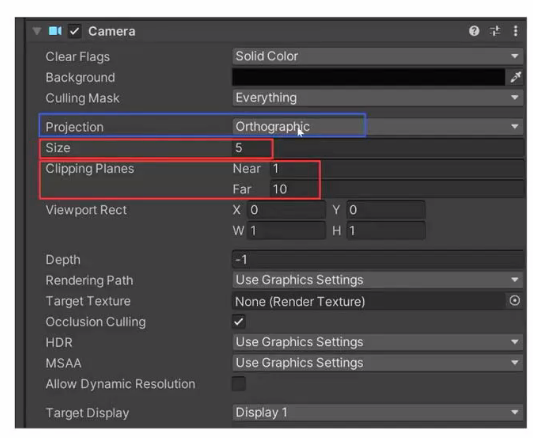 Camera
Clear Flags Solid Color
Background
Culling Mask Everything
Projection Orthographic
Size 5
Clipping Planes Near 1
Far 10
Viewport Rect X 0 Y 0
W 1 H 1
Depth -1
Rendering Path Use Graphics Settings
Target Texture None (Render Texture)
Occlusion Culling
HDR Use Graphics Settings
MSAA Use Graphics Settings
Allow Dynamic Resolution
Target Display Display 1